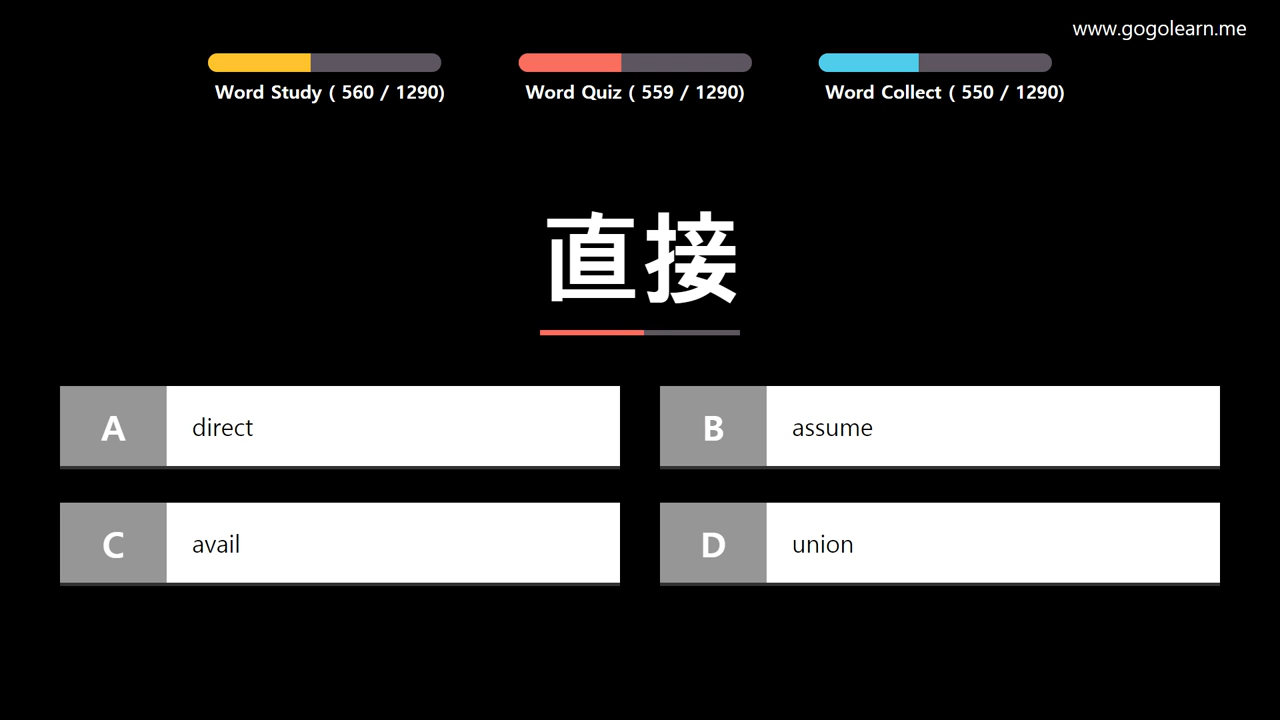 www.gogolearn.me
Word Study ( 560 / 1290)
Word Quiz ( 559 / 1290)
Word Collect ( 550 / 1290)
直接
A direct
B assume
C avail
D union